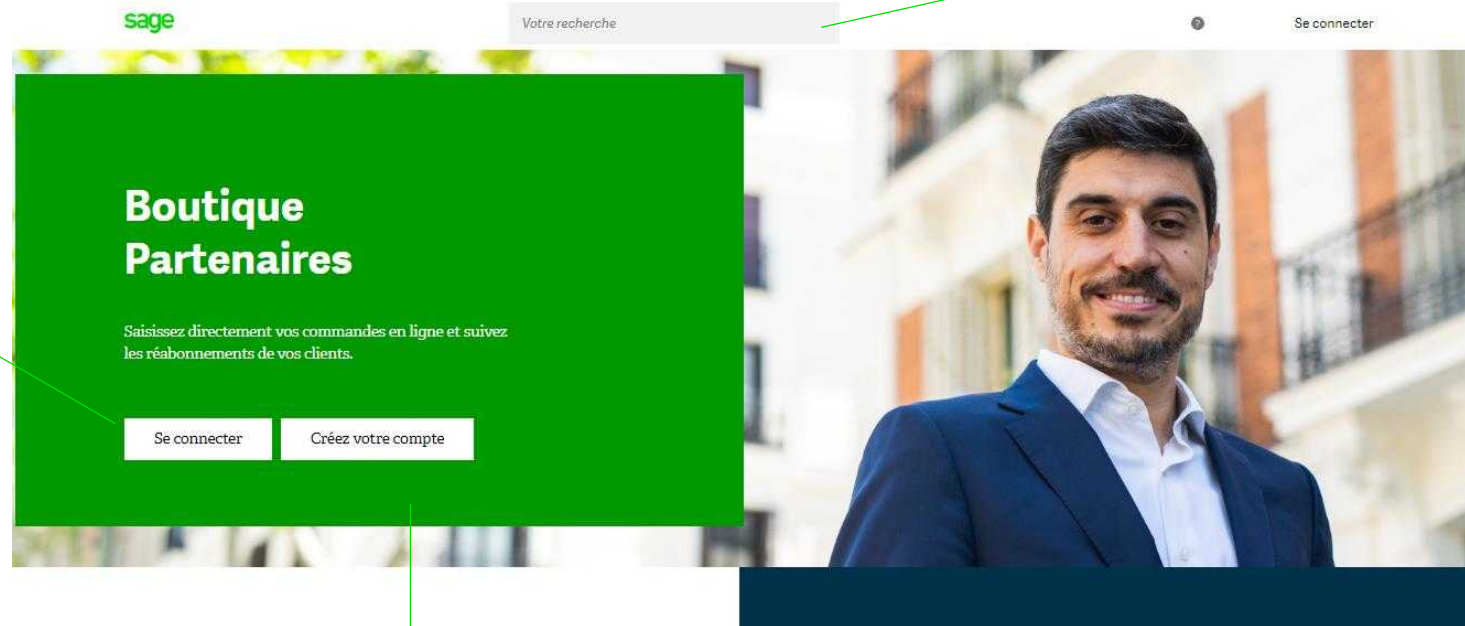 sage
Votre recherche
?
Se connecter
Boutique
Partenaires
Saisissez directement vos commandes en ligne et suivez
les réabonnements de vos clients.
Se connecter
Créez votre compte